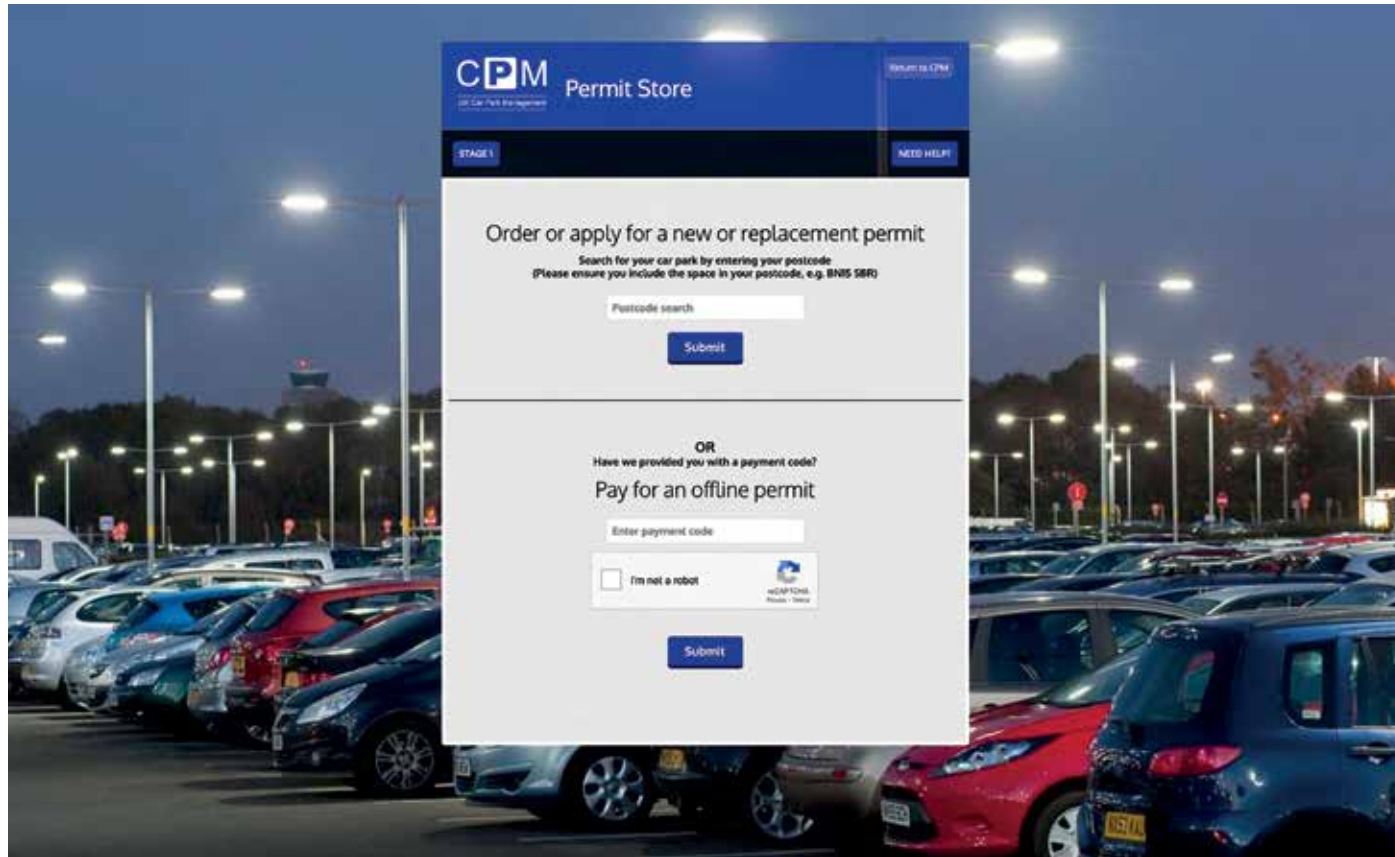 CPM
UK Car Park Management
Permit Store
Return to CPM
STAGE 1
NEED HELP?
Order or apply for a new or replacement permit
Search for your car park by entering your postcode
(Please ensure you include the space in your postcode, e.g. BN15 5BR)
Postcode search
Submit
OR
Have we provided you with a payment code?
Pay for an offline permit
Enter payment code
I'm not a robot
reCAPTCHA
Privacy - Terms
Submit